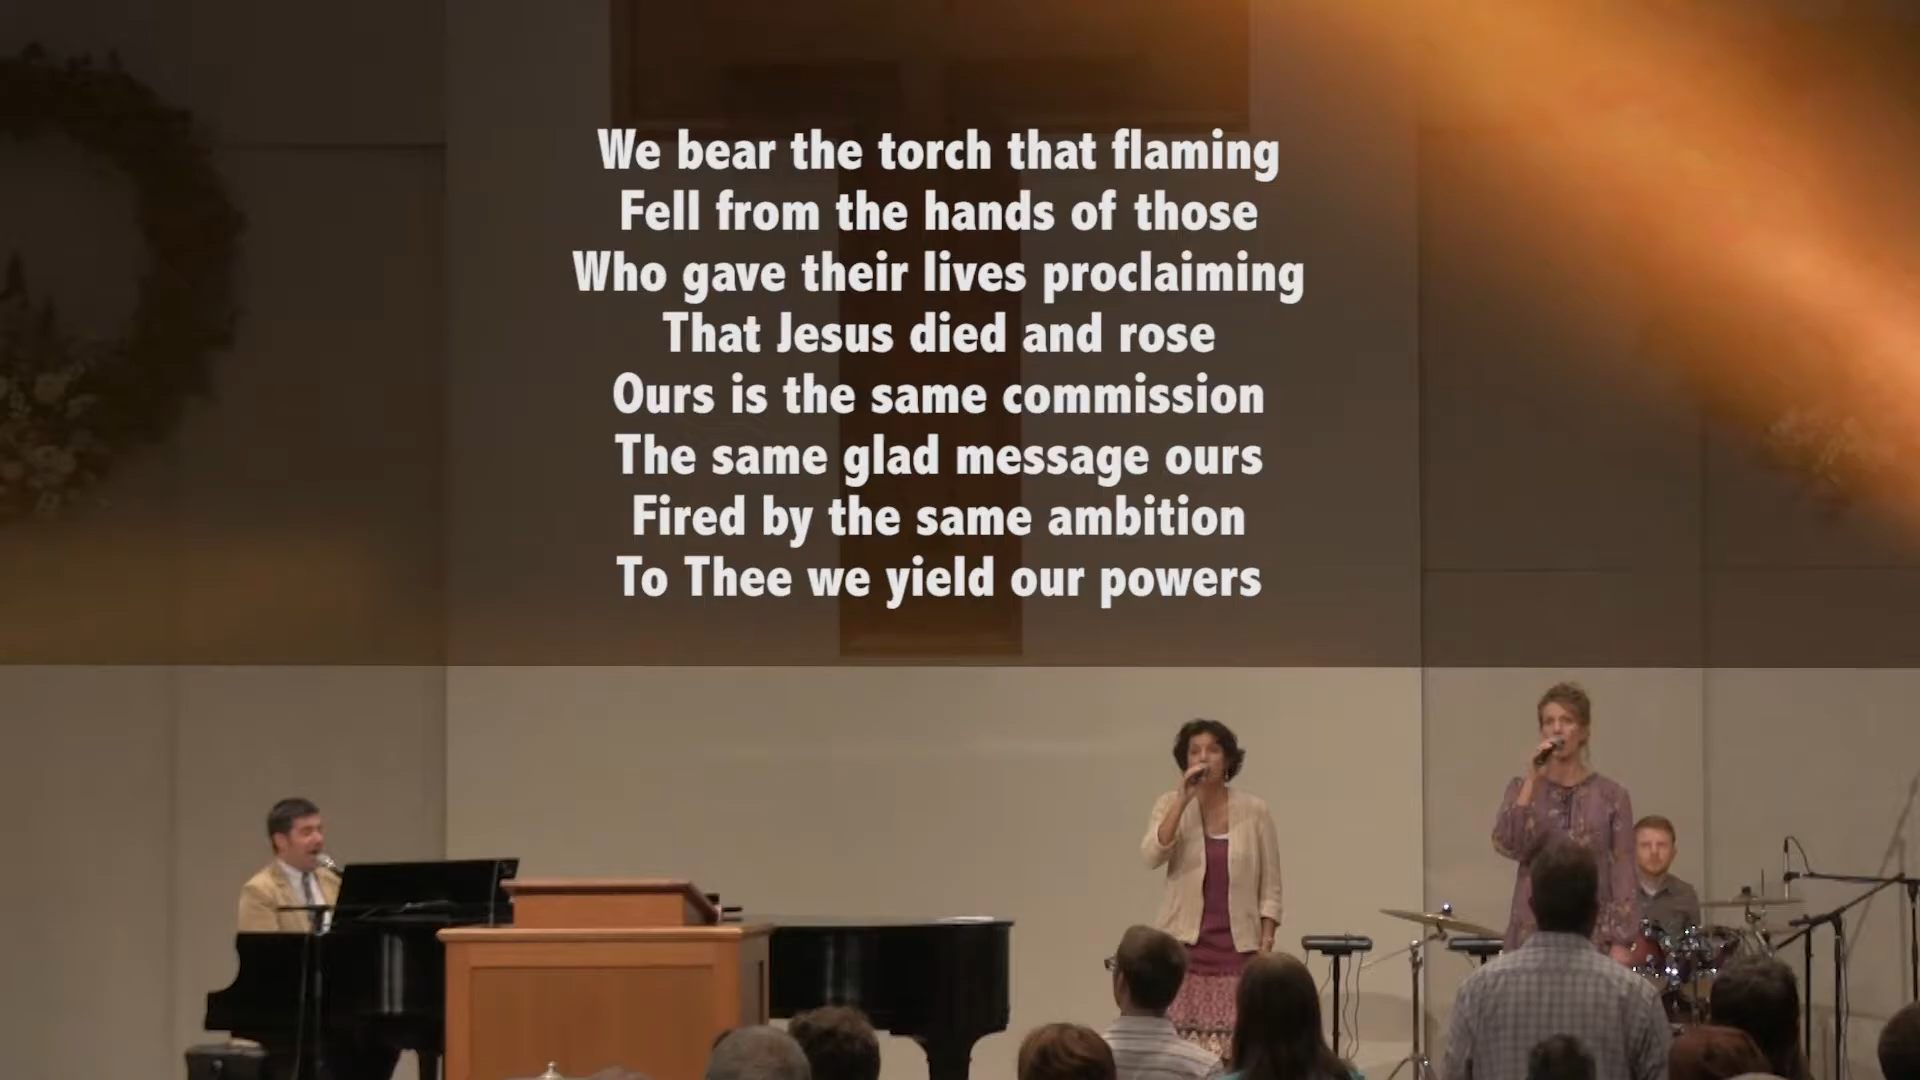 We bear the torch that flaming
Fell from the hands of those
Who gave their lives proclaiming
That Jesus died and rose
Ours is the same commission
The same glad message ours
Fired by the same ambition
To Thee we yield our powers